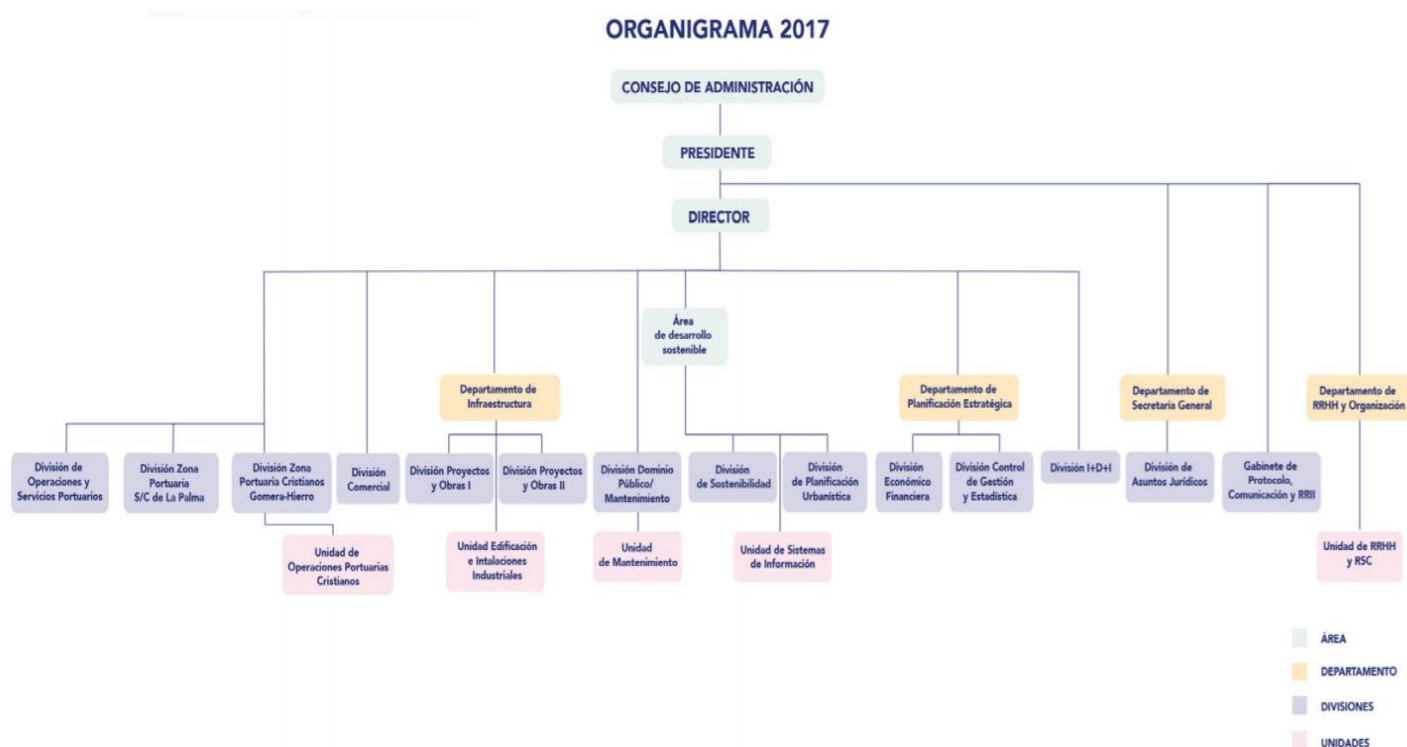 ORGANIGRAMA 2017
CONSEJO DE ADMINISTRACIÓN
PRESIDENTE
DIRECTOR
Área
de desarrollo
sostenible
Departamento de
Infraestructura
Departamento de
Planificación Estratégica
Departamento de
Secretaria General
Departamento de
RRHH y Organización
División de
Operaciones y
Servicios Portuarios
División Zona
Portuaria
S/C de La Palma
División Zona
Portuaria Cristianos
Gomera-Hierro
División
Comercial
División Proyectos
y Obras I
División Proyectos
y Obras II
División Dominio
Público/
Mantenimiento
División
de Sostenibilidad
División
de Planificación
Urbanística
División
Económico
Financiera
División Control
de Gestión
y Estadística
División I+D+I
División de
Asuntos Jurídicos
Gabinete de
Protocolo,
Comunicación y RRII
Unidad de
Operaciones Portuarias
Cristianos
Unidad Edificación
e Intalaciones
Industriales
Unidad
de Mantenimiento
Unidad de Sistemas
de Información
Unidad de RRHH
y RSC
ÁREA
DEPARTAMENTO
DIVISIONES
UNIDADES